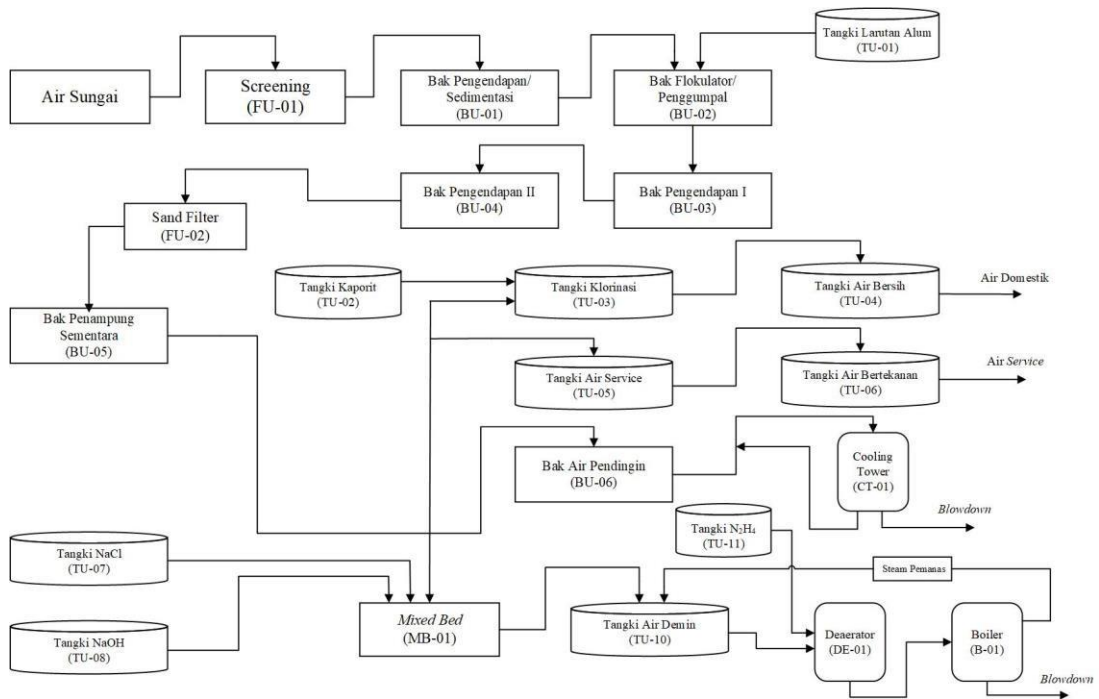 Tangki Larutan Alum
(TU-01)
Air Sungai
Screening
(FU-01)
Bak Pengendapan/
Sedimentasi
(BU-01)
Bak Flokulator/
Penggumpal
(BU-02)
Sand Filter
(FU-02)
Bak Pengendapan II
(BU-04)
Bak Pengendapan I
(BU-03)
Bak Penampung
Sementara
(BU-05)
Tangki Kaporit
(TU-02)
Tangki Klorinasi
(TU-03)
Tangki Air Bersih
(TU-04)
Air Domestik
Tangki Air Service
(TU-05)
Tangki Air Bertekanan
(TU-06)
Air Service
Bak Air Pendingin
(BU-06)
Cooling
Tower
(CT-01)
Blowdown
Tangki N₂H₄
(TU-11)
Tangki NaCl
(TU-07)
Steam Pemanas
Tangki NaOH
(TU-08)
Mixed Bed
(MB-01)
Tangki Air Demin
(TU-10)
Deaerator
(DE-01)
Boiler
(B-01)
Blowdown